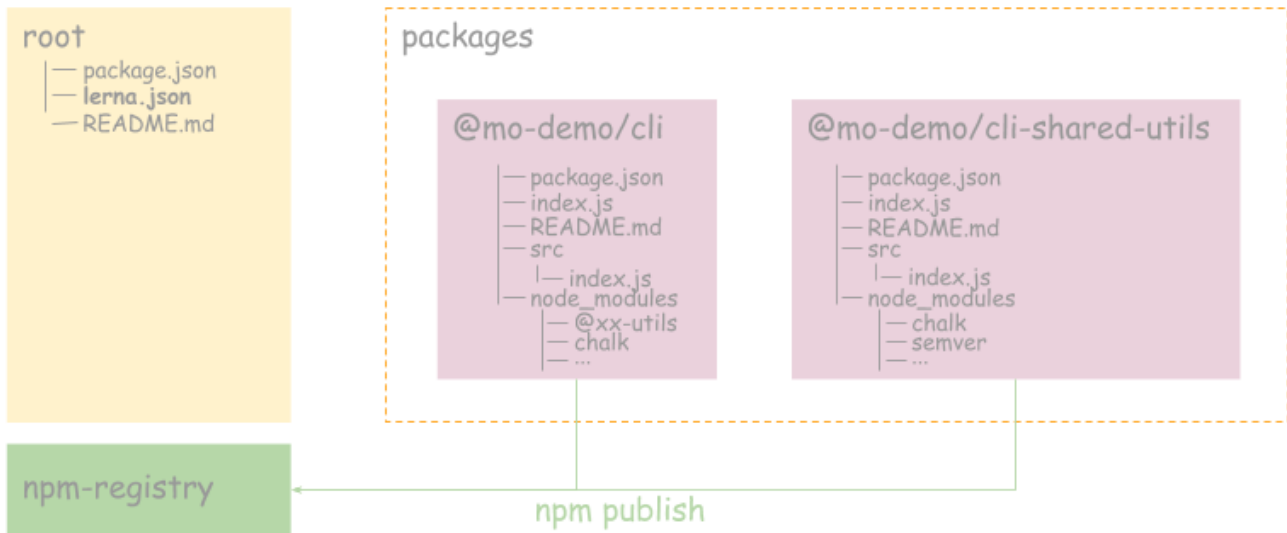 root
package.json
lerna.json
README.md
packages
@mo-demo/cli
package.json
index.js
README.md
src
index.js
node_modules
@xx-utils
chalk
...
@mo-demo/cli-shared-utils
package.json
index.js
README.md
src
index.js
node_modules
chalk
semver
...
npm-registry
npm publish